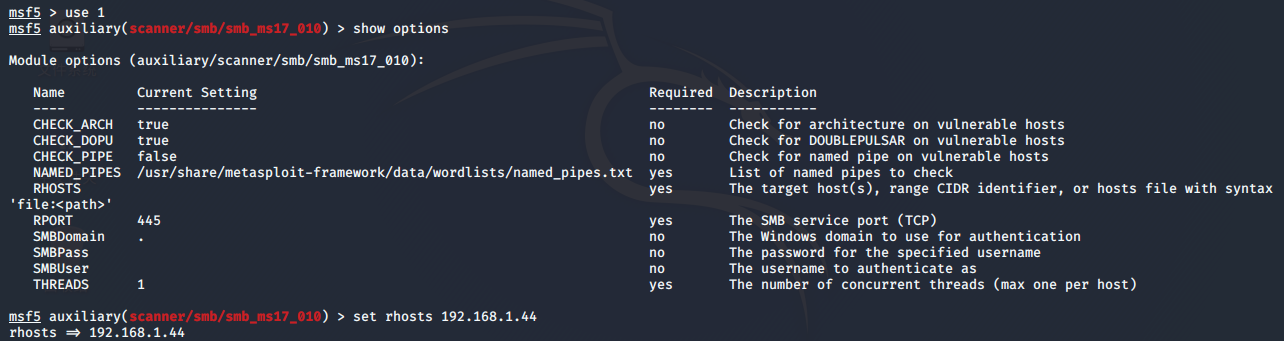 msf5 > use 1
msf5 auxiliary(scanner/smb/smb_ms17_010) > show options
Module options (auxiliary/scanner/smb/smb_ms17_010):
Name Current Setting Required Description
---- --------------- -------- -----------
CHECK_ARCH true no Check for architecture on vulnerable hosts
CHECK_DOPU true no Check for DOUBLEPULSAR on vulnerable hosts
CHECK_PIPE false no Check for named pipe on vulnerable hosts
NAMED_PIPES /usr/share/metasploit-framework/data/wordlists/named_pipes.txt yes List of named pipes to check
RHOSTS yes The target host(s), range CIDR identifier, or hosts file with syntax
'file:<path>'
RPORT 445 yes The SMB service port (TCP)
SMBDomain . no The Windows domain to use for authentication
SMBPass no The password for the specified username
SMBUser no The username to authenticate as
THREADS 1 yes The number of concurrent threads (max one per host)
msf5 auxiliary(scanner/smb/smb_ms17_010) > set rhosts 192.168.1.44
rhosts => 192.168.1.44